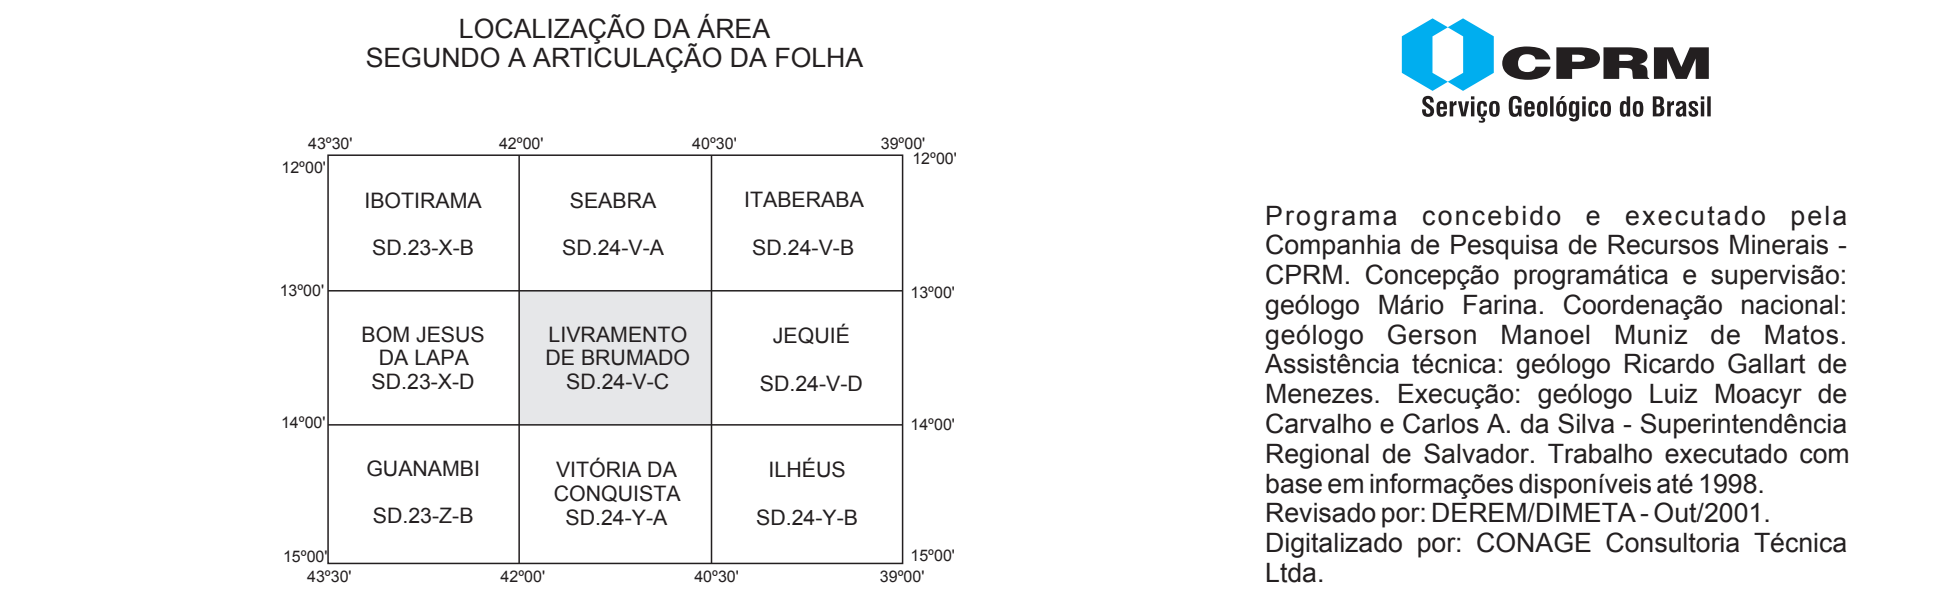 LOCALIZAÇÃO DA ÁREA
SEGUNDO A ARTICULAÇÃO DA FOLHA
43º30' 42º00' 40º30' 39º00'
12º00' 12º00'
IBOTIRAMA SEABRA ITABERABA
SD.23-X-B SD.24-V-A SD.24-V-B
13º00' 13º00'
BOM JESUS LIVRAMENTO JEQUIÉ
DA LAPA DE BRUMADO
SD.23-X-D SD.24-V-C SD.24-V-D
14º00' 14º00'
GUANAMBI VITÓRIA DA ILHÉUS
CONQUISTA
SD.23-Z-B SD.24-Y-A SD.24-Y-B
15º00' 15º00'
43º30' 42º00' 40º30' 39º00'
CPRM
Serviço Geológico do Brasil
Programa concebido e executado pela
Companhia de Pesquisa de Recursos Minerais -
CPRM. Concepção programática e supervisão:
geólogo Mário Farina. Coordenação nacional:
geólogo Gerson Manoel Muniz de Matos.
Assistência técnica: geólogo Ricardo Gallart de
Menezes. Execução: geólogo Luiz Moacyr de
Carvalho e Carlos A. da Silva - Superintendência
Regional de Salvador. Trabalho executado com
base em informações disponíveis até 1998.
Revisado por: DEREM/DIMETA - Out/2001.
Digitalizado por: CONAGE Consultoria Técnica
Ltda.